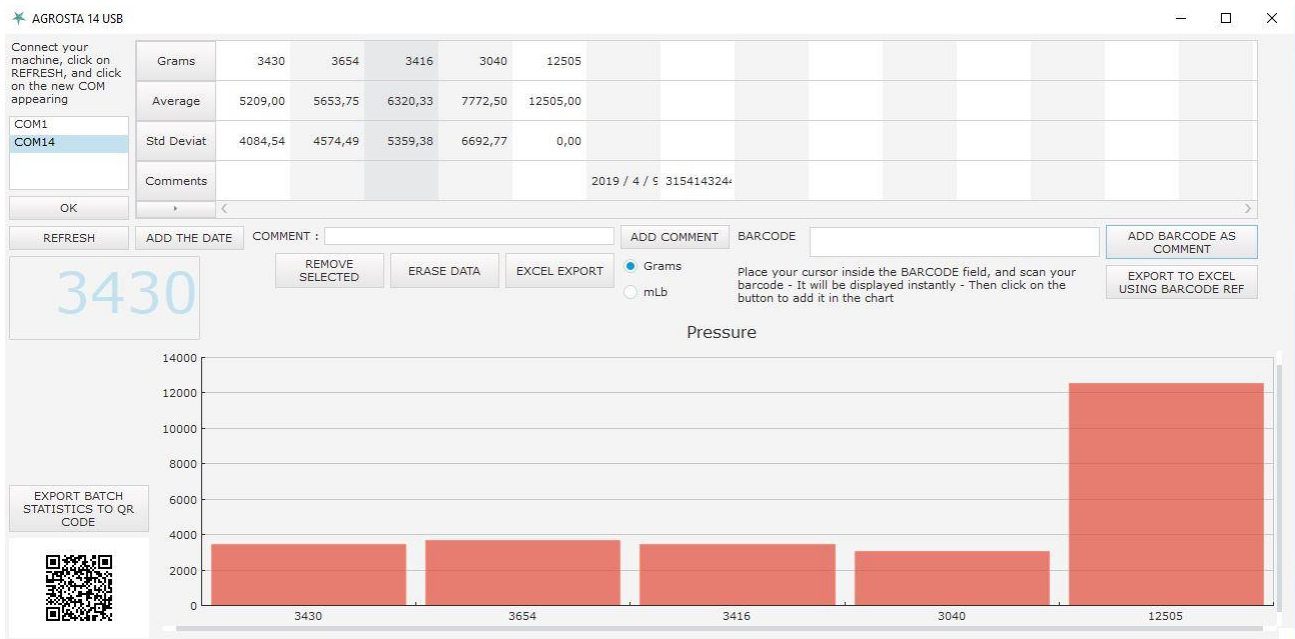 AGROSTA 14 USB
Connect your
machine, click on
REFRESH, and click
on the new COM
appearing
COM1
COM14
OK
REFRESH
3430
Grams 3430 3654 3416 3040 12505
Average 5209,00 5653,75 6320,33 7772,50 12505,00
Std Deviat 4084,54 4574,49 5359,38 6692,77 0,00
Comments 2019 / 4 / 9 3154143244
ADD THE DATE COMMENT : ADD COMMENT BARCODE
ADD BARCODE AS
COMMENT
REMOVE
SELECTED
ERASE DATA
EXCEL EXPORT
Grams
mLb
Place your cursor inside the BARCODE field, and scan your
barcode - It will be displayed instantly - Then click on the
button to add it in the chart
EXPORT TO EXCEL
USING BARCODE REF
Pressure
14000
12000
10000
8000
6000
4000
2000
0
3430 3654 3416 3040 12505
EXPORT BATCH
STATISTICS TO QR
CODE